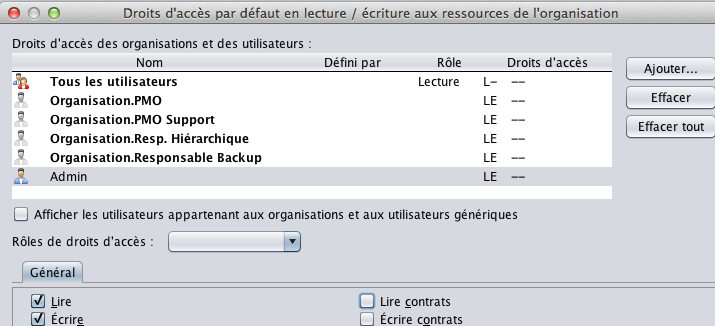 Droits d'accès par défaut en lecture / écriture aux ressources de l'organisation
Droits d'accès des organisations et des utilisateurs :
Nom Défini par Rôle Droits d'accès
Tous les utilisateurs Lecture L- --
Organisation.PMO LE --
Organisation.PMO Support LE --
Organisation.Resp. Hiérarchique LE --
Organisation.Responsable Backup LE --
Admin LE --
Ajouter...
Effacer
Effacer tout
Afficher les utilisateurs appartenant aux organisations et aux utilisateurs génériques
Rôles de droits d'accès :
Général
Lire Lire contrats
Écrire Écrire contrats